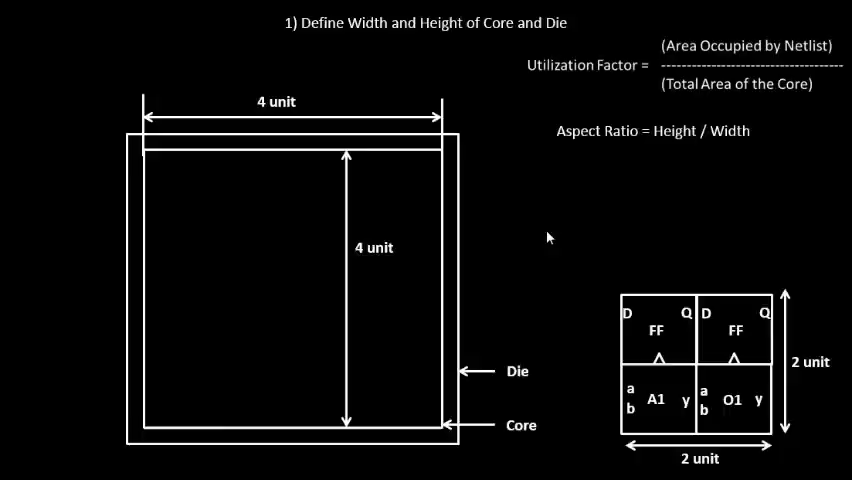 1) Define Width and Height of Core and Die
(Area Occupied by Netlist)
Utilization Factor = ------------------------------------
(Total Area of the Core)
Aspect Ratio = Height / Width
4 unit
4 unit
Die
Core
D Q D Q
FF FF
a A1 y a O1 y
b b
2 unit
2 unit